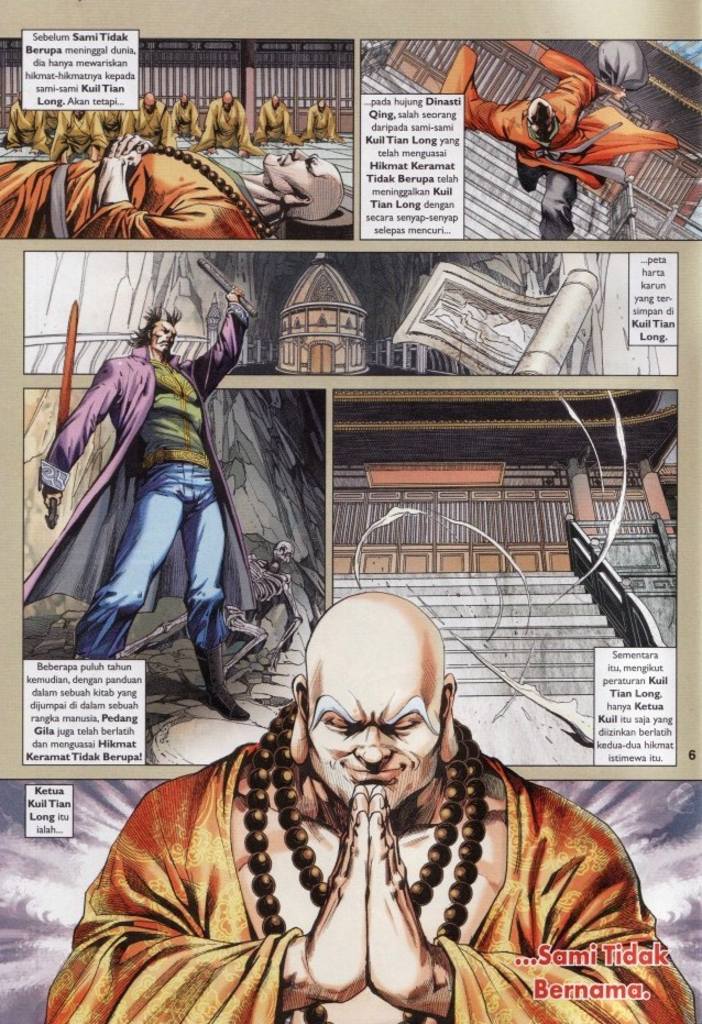 Sebelum Sami Tidak
Berupa meninggal dunia,
dia hanya mewariskan
hikmat-hikmatnya kepada
sami-sami Kuil Tian
Long. Akan tetapi...
...pada hujung Dinasti
Qing, salah seorang
daripada sami-sami
Kuil Tian Long yang
telah menguasai
Hikmat Keramat
Tidak Berupa telah
meninggalkan Kuil
Tian Long dengan
secara senyap-senyap
selepas mencuri...
...peta
harta
karun
yang ter-
simpan di
Kuil Tian
Long.
Beberapa puluh tahun
kemudian, dengan panduan
dalam sebuah kitab yang
dijumpai di dalam sebuah
rangka manusia, Pedang
Gila juga telah berlatih
dan menguasai Hikmat
Keramat Tidak Berupa!
Sementara
itu, mengikut
peraturan Kuil
Tian Long,
hanya Ketua
Kuil itu saja yang
diizinkan berlatih
kedua-dua hikmat
istimewa itu.
6
Ketua
Kuil Tian
Long itu
ialah...
...Sami Tidak
Bernama.